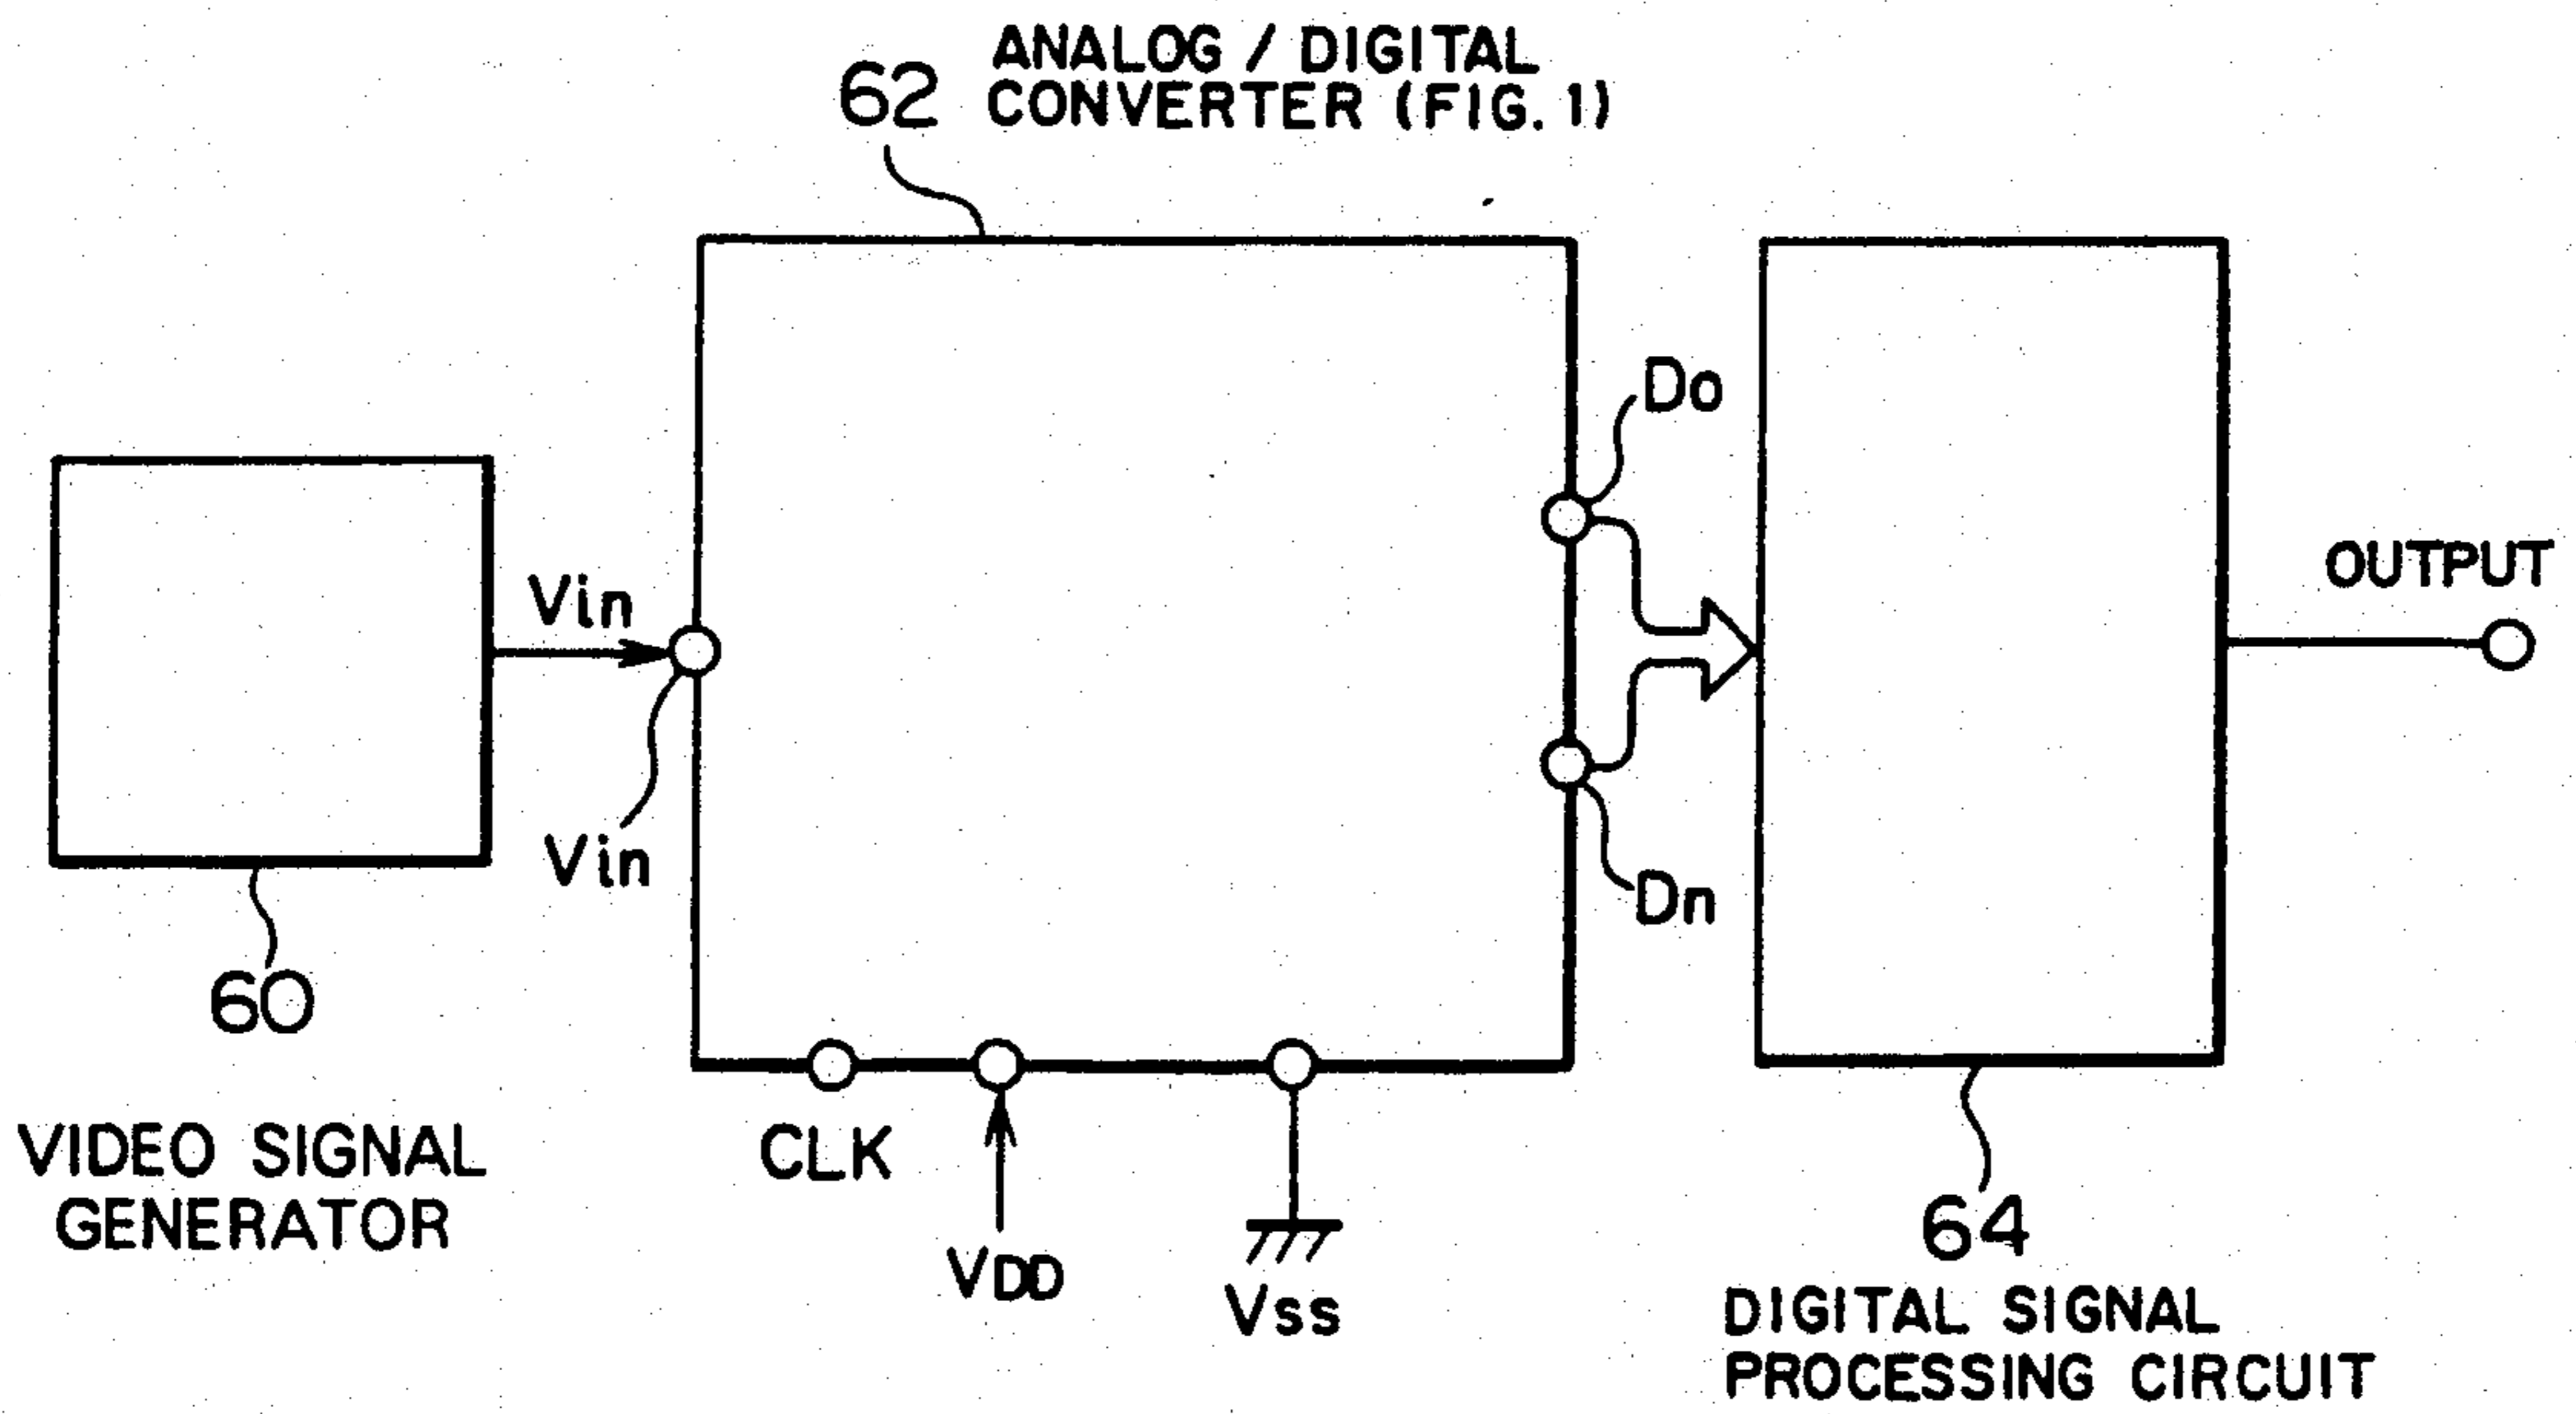 ANALOG / DIGITAL
62 CONVERTER (FIG. 1)
Do
OUTPUT
Vin
Vin
Dn
60
VIDEO SIGNAL
GENERATOR
CLK
VDD
Vss
64
DIGITAL SIGNAL
PROCESSING CIRCUIT